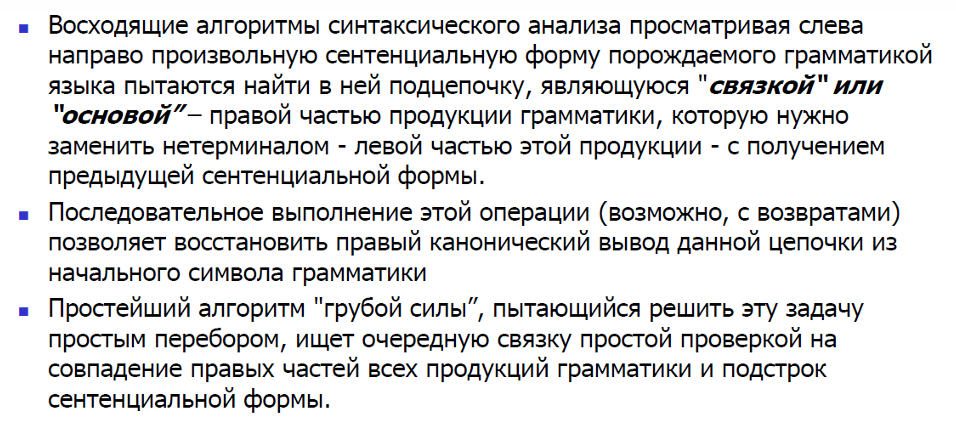 Восходящие алгоритмы синтаксического анализа просматривая слева
направо произвольную сентенциальную форму порождаемого грамматикой
языка пытаются найти в ней подцепочку, являющуюся "связкой" или
"основой” – правой частью продукции грамматики, которую нужно
заменить нетерминалом - левой частью этой продукции - с получением
предыдущей сентенциальной формы.
Последовательное выполнение этой операции (возможно, с возвратами)
позволяет восстановить правый канонический вывод данной цепочки из
начального символа грамматики
Простейший алгоритм "грубой силы”, пытающийся решить эту задачу
простым перебором, ищет очередную связку простой проверкой на
совпадение правых частей всех продукций грамматики и подстрок
сентенциальной формы.